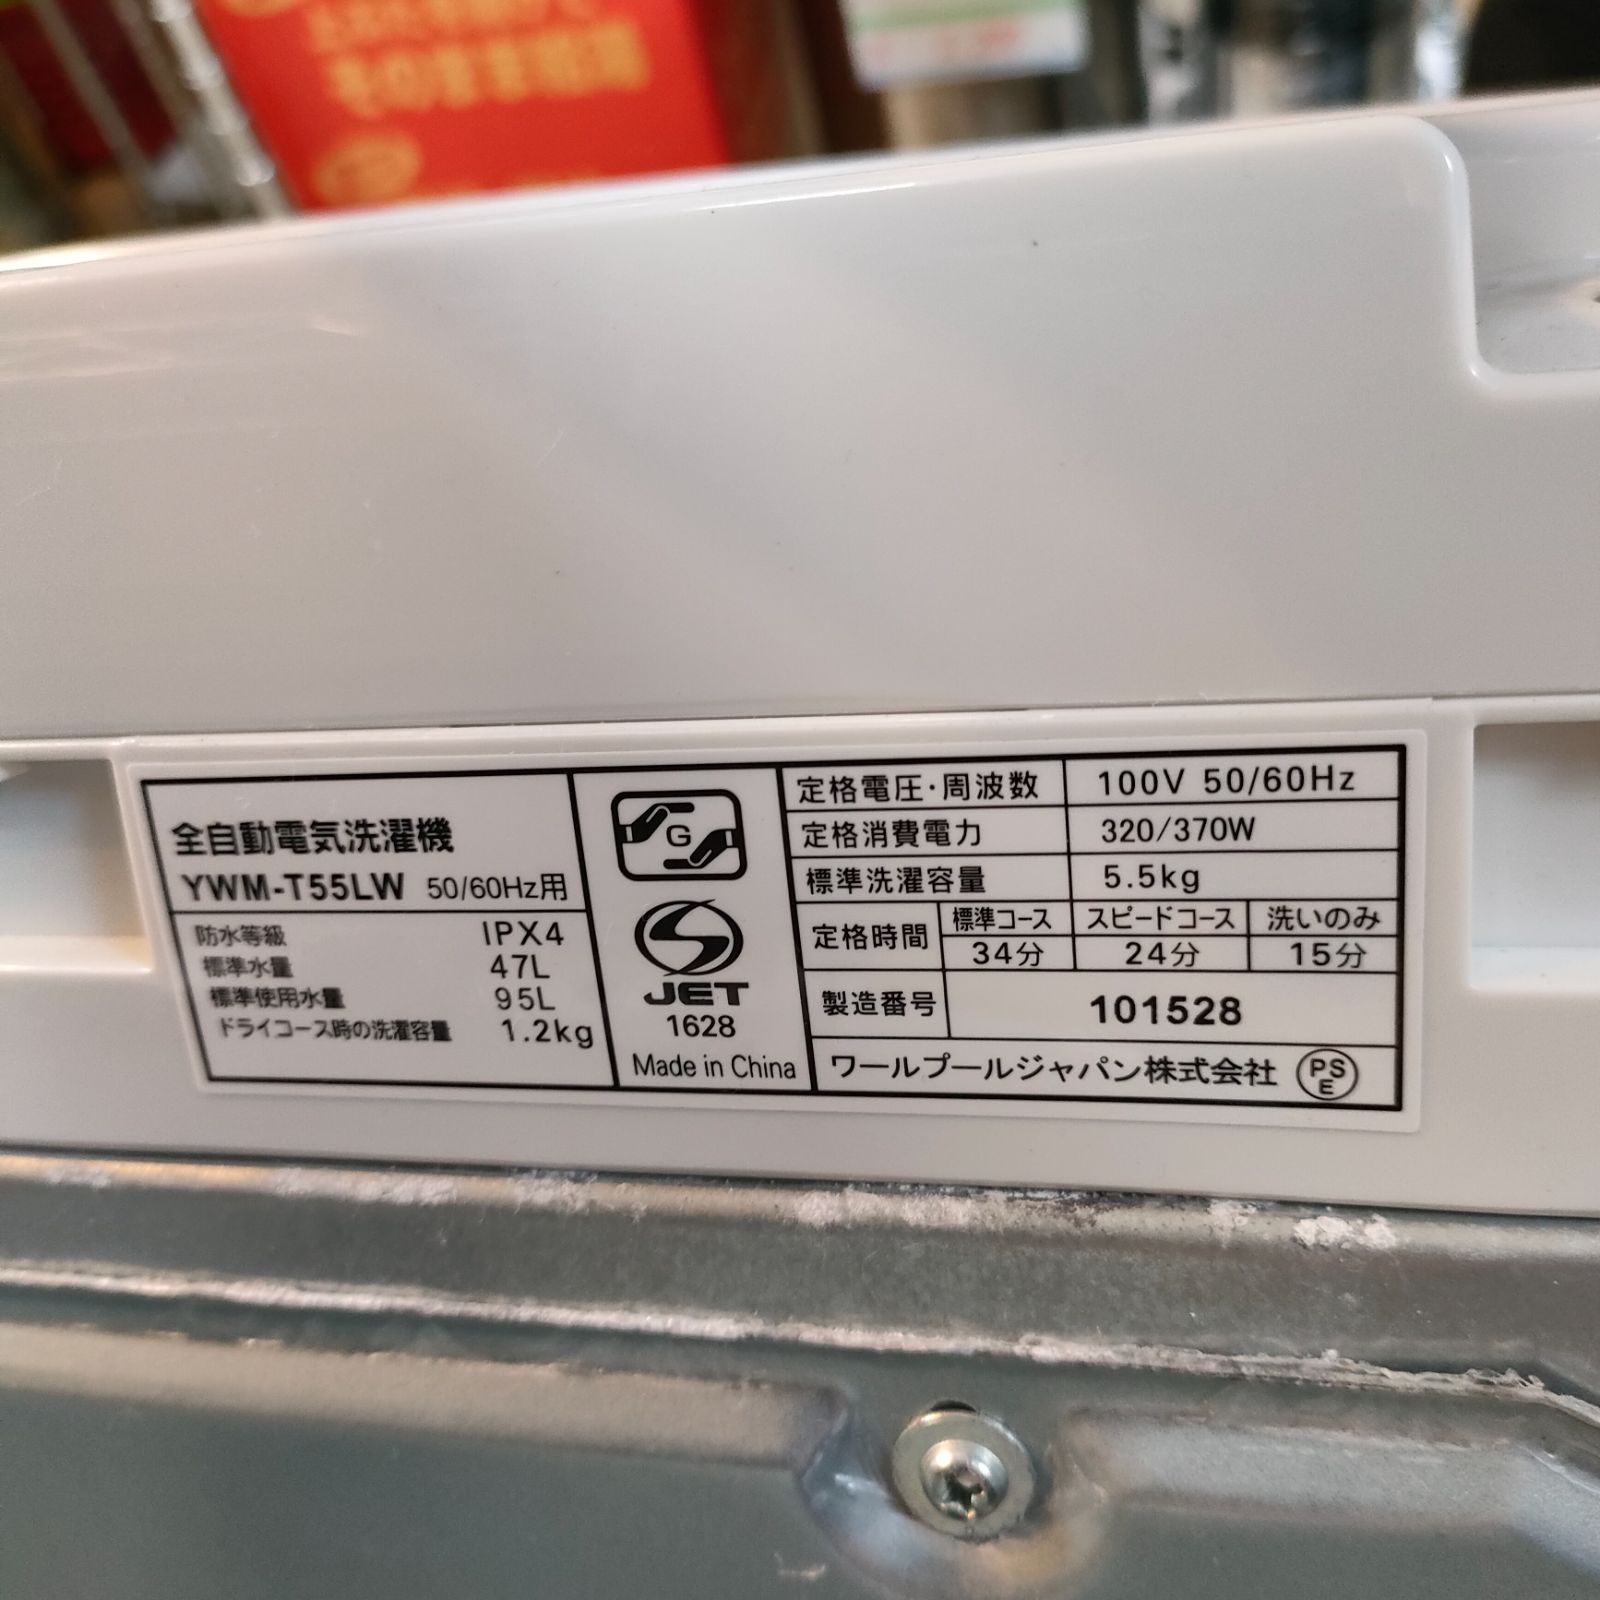 そのまま
全自動電気洗濯機
YWM-T55LW 50/60Hz用
防水等級 IPX4
標準水量 47L
標準使用水量 95L
ドライコース時の洗濯容量 1.2kg
G
JET
1628
Made in China
定格電圧・周波数 100V 50/60Hz
定格消費電力 320/370W
標準洗濯容量 5.5kg
定格時間 標準コース スピードコース 洗いのみ
34分 24分 15分
製造番号 101528
ワールプールジャパン株式会社 PS
E